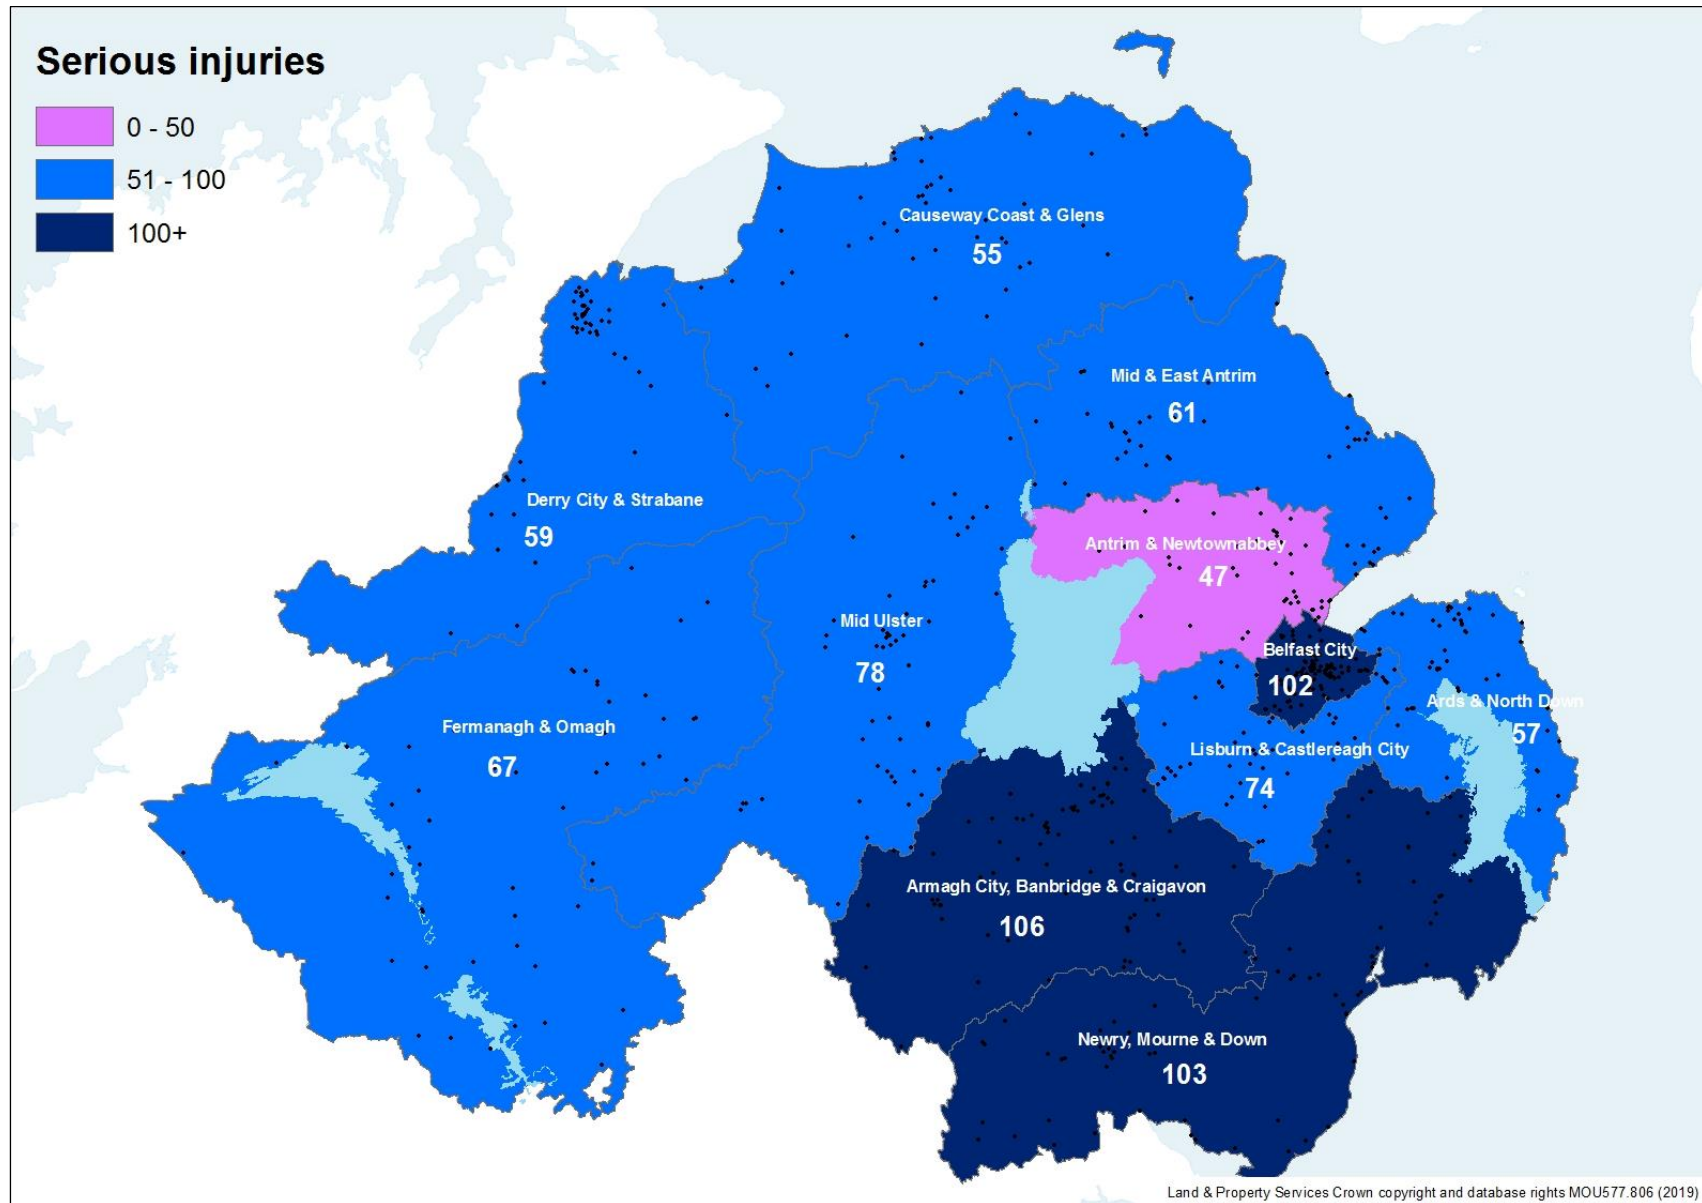 Serious injuries
0 - 50
51 - 100
100+
Causeway Coast & Glens
55
Mid & East Antrim
61
Derry City & Strabane
59
Antrim & Newtownabbey
47
Mid Ulster
78
Belfast City
102
Ards & North Down
57
Fermanagh & Omagh
67
Lisburn & Castlereagh City
74
Armagh City, Banbridge & Craigavon
106
Newry, Mourne & Down
103
Land & Property Services Crown copyright and database rights MOU577.806 (2019)